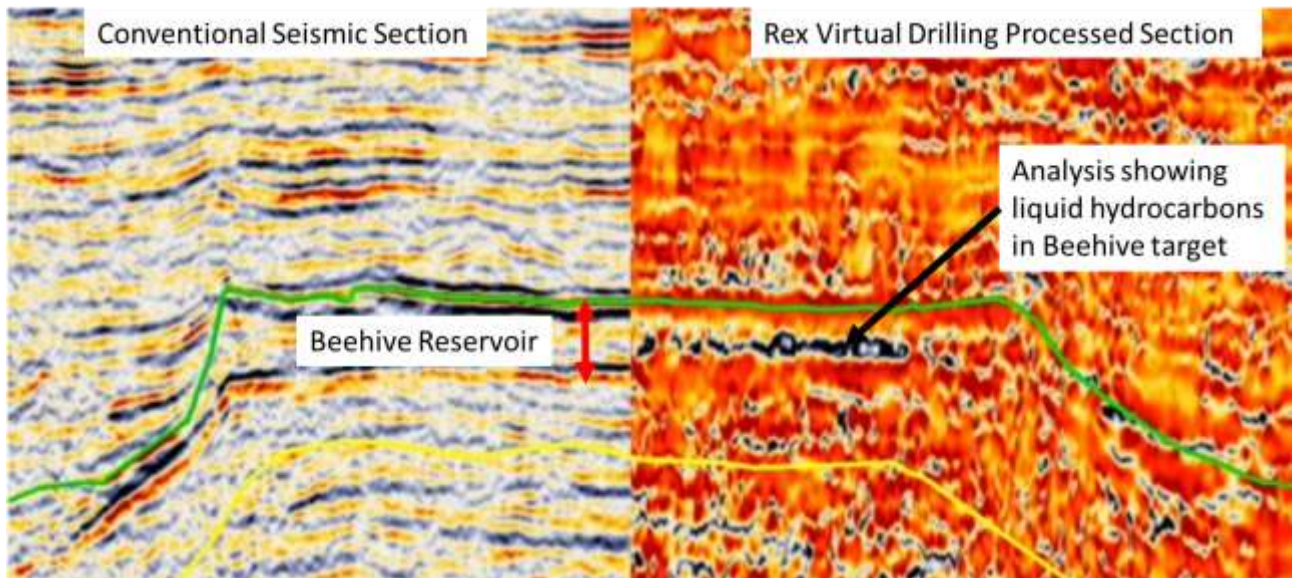 Conventional Seismic Section
Rex Virtual Drilling Processed Section
Analysis showing
liquid hydrocarbons
in Beehive target
Beehive Reservoir